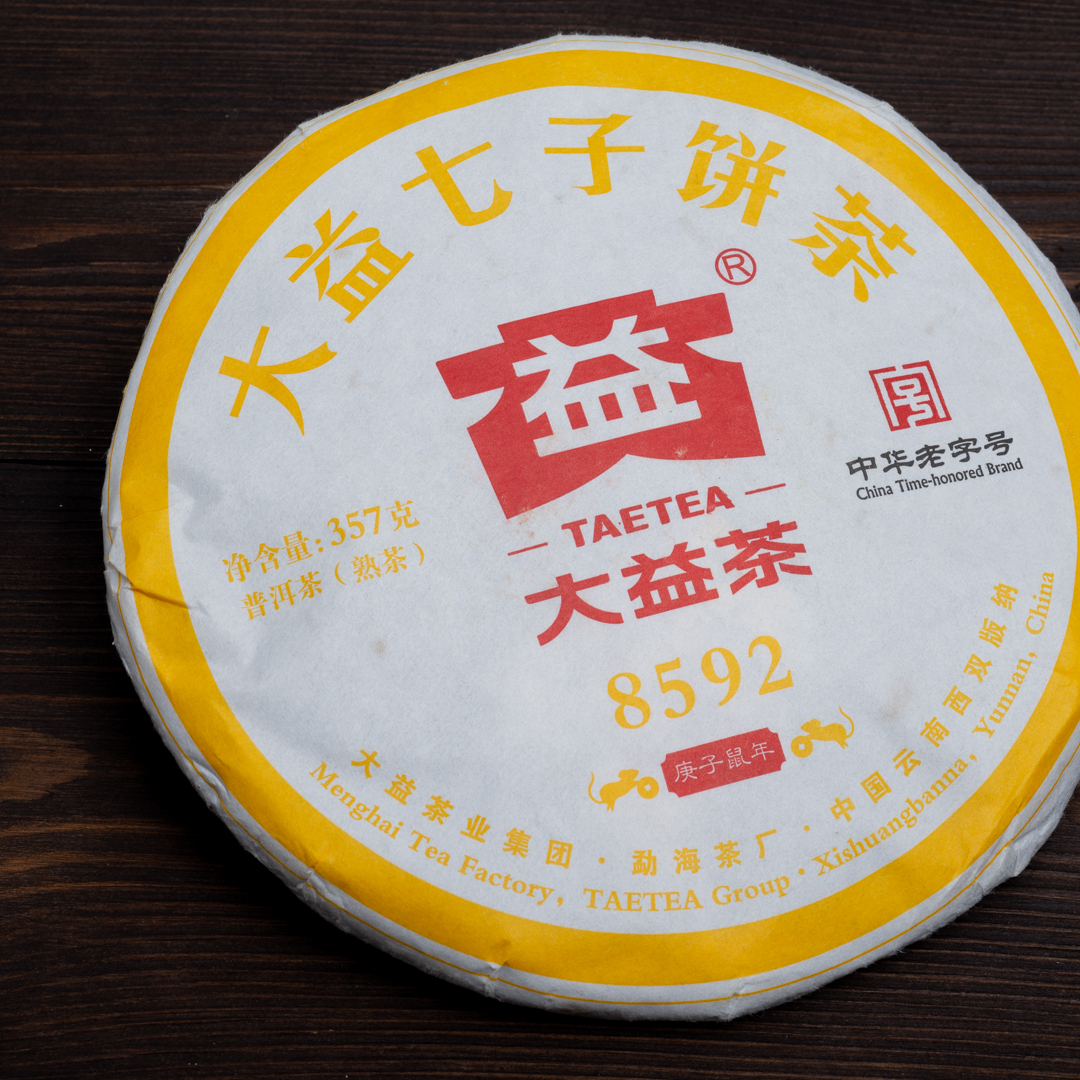 大益七子饼茶
益
®
字号
中华老字号
China Time-honored Brand
TAETEA
大益茶
净含量:357克
普洱茶(熟茶)
8592
庚子鼠年
大益茶业集团·勐海茶厂·中国云南西双版纳
Menghai Tea Factory, TAETEA Group·Xishuangbanna, Yunnan, China